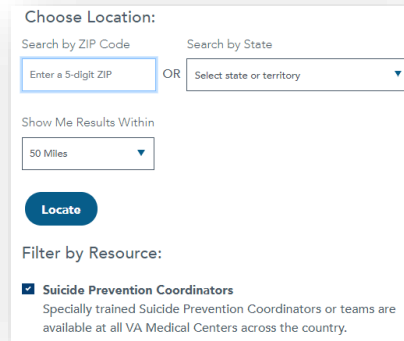 Choose Location:
Search by ZIP Code Search by State
Enter a 5-digit ZIP OR Select state or territory
Show Me Results Within
50 Miles
Locate
Filter by Resource:
Suicide Prevention Coordinators
Specially trained Suicide Prevention Coordinators or teams are
available at all VA Medical Centers across the country.